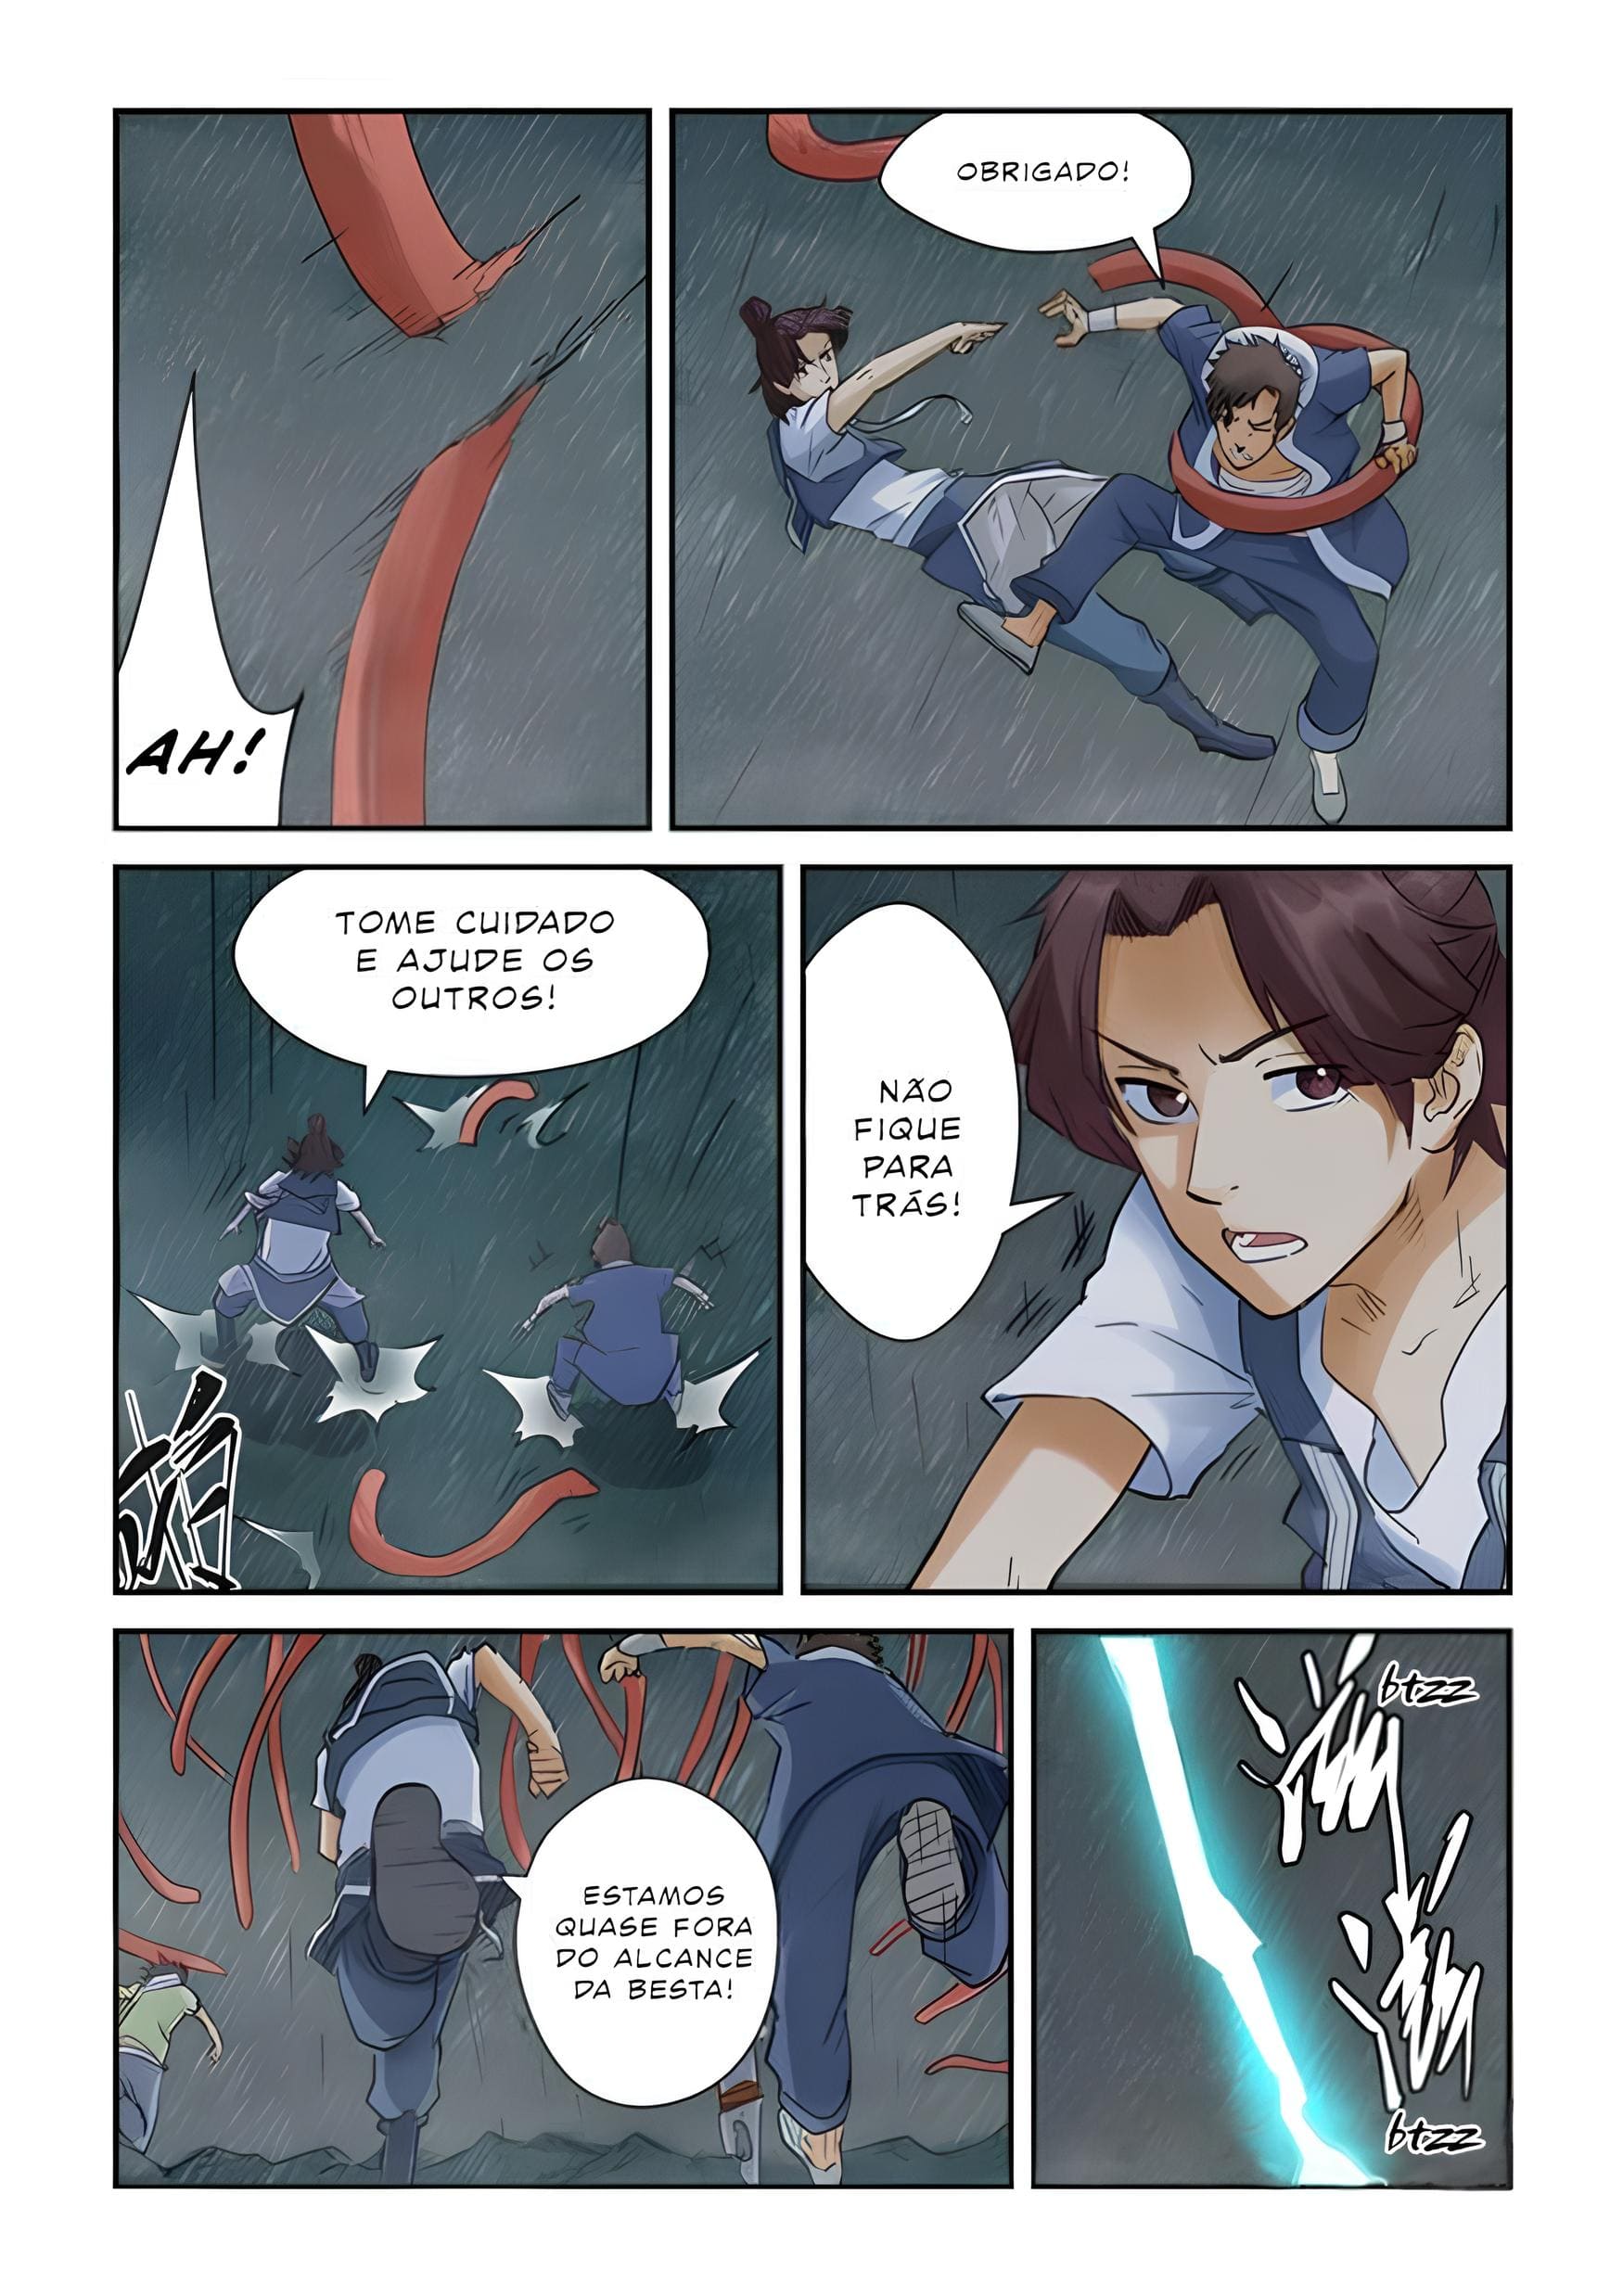 AH!
OBRIGADO!
TOME CUIDADO
E AJUDE OS
OUTROS!
NÃO
FIQUE
PARA
TRÁS!
ESTAMOS
QUASE FORA
DO ALCANCE
DA BESTA!
btzz
btzz